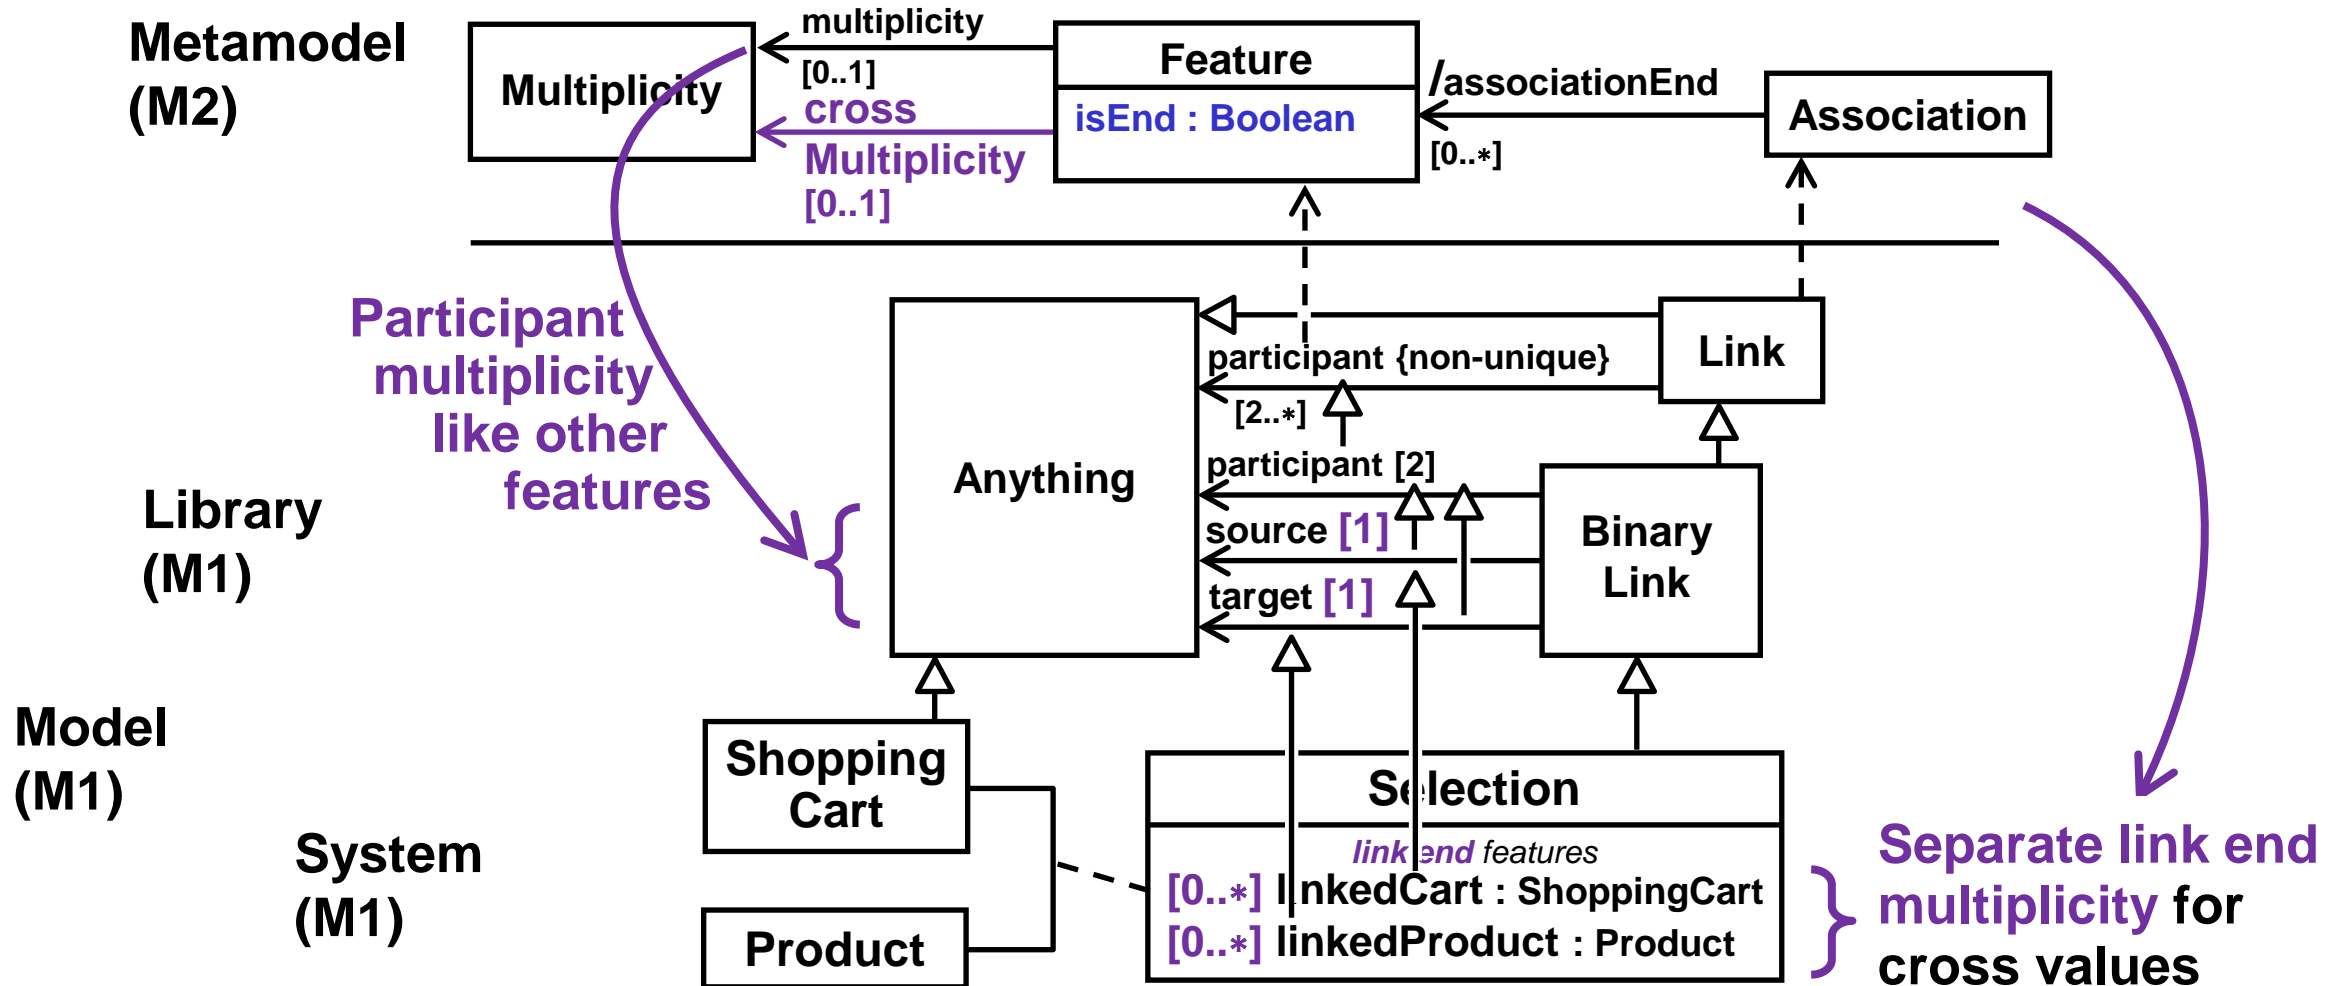 Metamodel
(M2)
Multiplicity
multiplicity
[0..1]
cross
Multiplicity
[0..1]
Feature
isEnd : Boolean
/associationEnd
[0..*]
Association
Participant
multiplicity
like other
features
Library
(M1)
Anything
participant {non-unique}
[2..*]
participant [2]
source [1]
target [1]
Link
Binary
Link
Model
(M1)
System
(M1)
Shopping
Cart
Product
Selection
link end features
[0..*] linkedCart : ShoppingCart
[0..*] linkedProduct : Product
Separate link end
multiplicity for
cross values